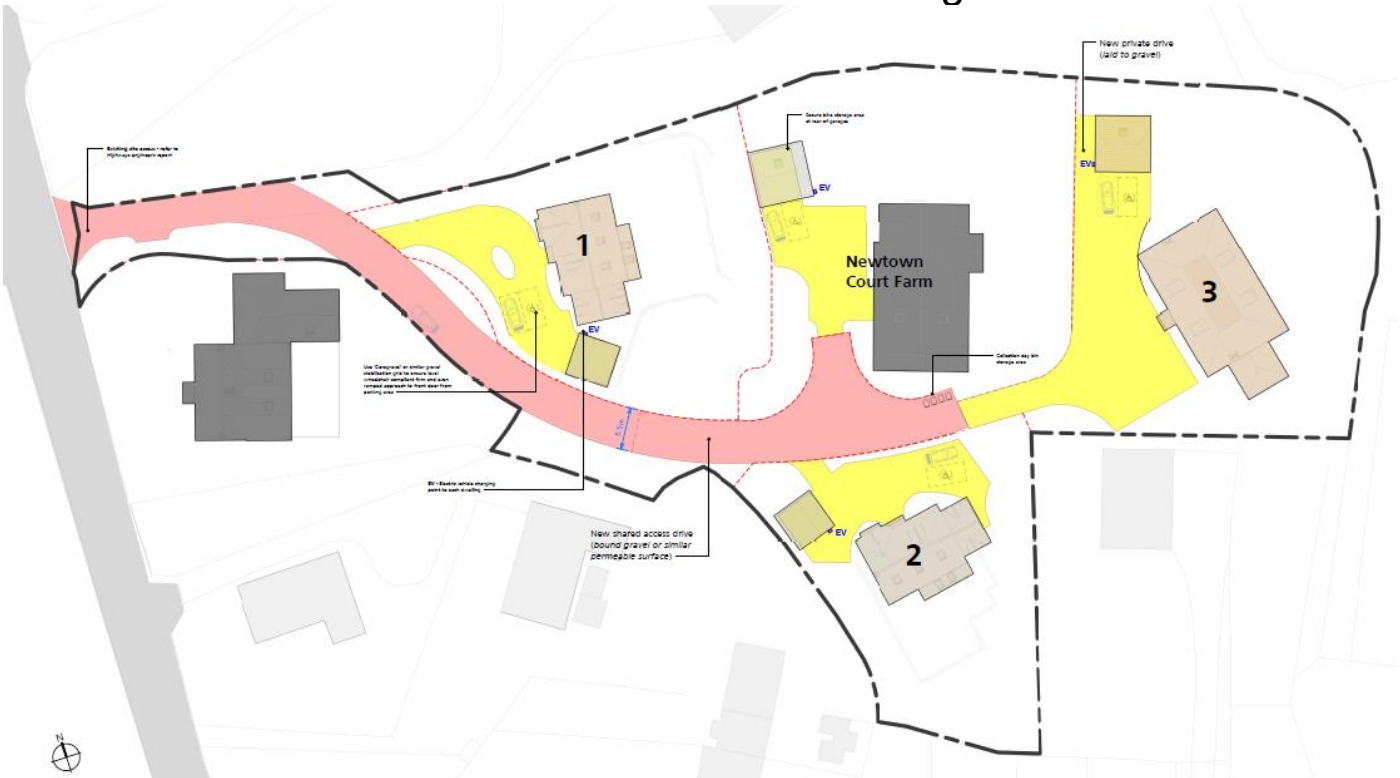 g
New private drive
(laid to gravel)
Secure bike storage area
at rear of garages
Existing site access - refer to
Highways engineer's report
EVs
EV
1
Newtown
Court Farm
3
EV
Collection day bin
storage area
Use 'Coregravel' or similar gravel
stabilisation grid to ensure level
wheelchair compliant firm and even
ramped approach to front door from
parking area
5.5m
EV - Electric vehicle charging
point to each dwelling
New shared access drive
(bound gravel or similar
permeable surface)
EV
2
N